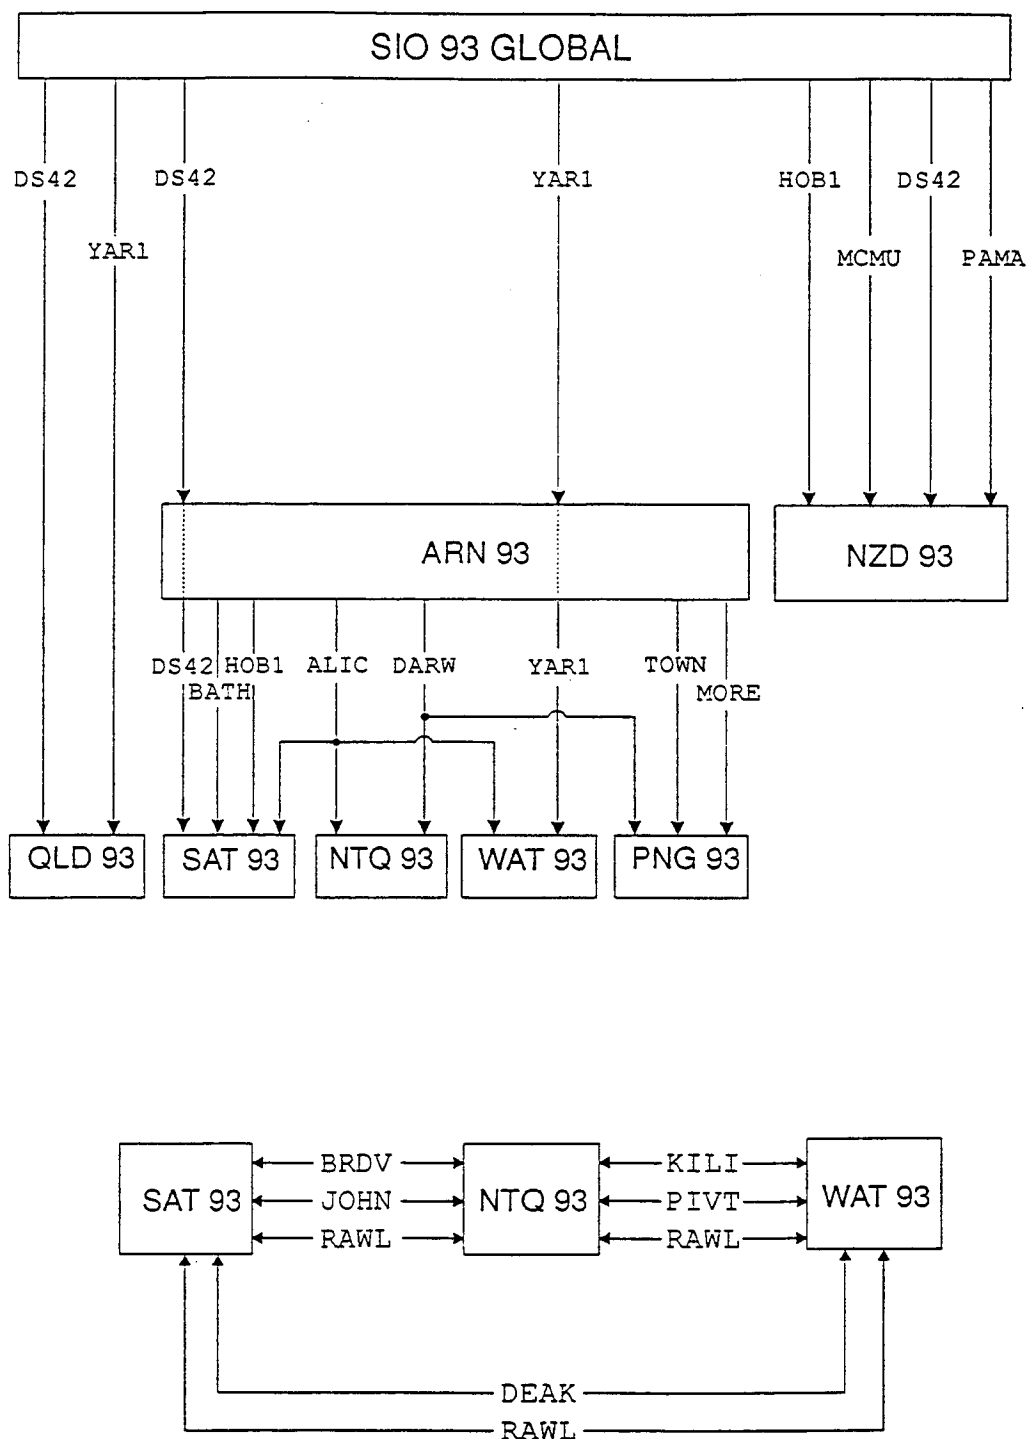 SIO 93 GLOBAL
DS42 DS42 YAR1 HOB1 DS42
YAR1 MCMU PAMA
ARN 93 NZD 93
DS42 HOB1 ALIC DARW YAR1 TOWN
BATH MORE
QLD 93 SAT 93 NTQ 93 WAT 93 PNG 93
BRDV KILI
SAT 93 JOHN NTQ 93 PIVT WAT 93
RAWL RAWL
DEAK
RAWL